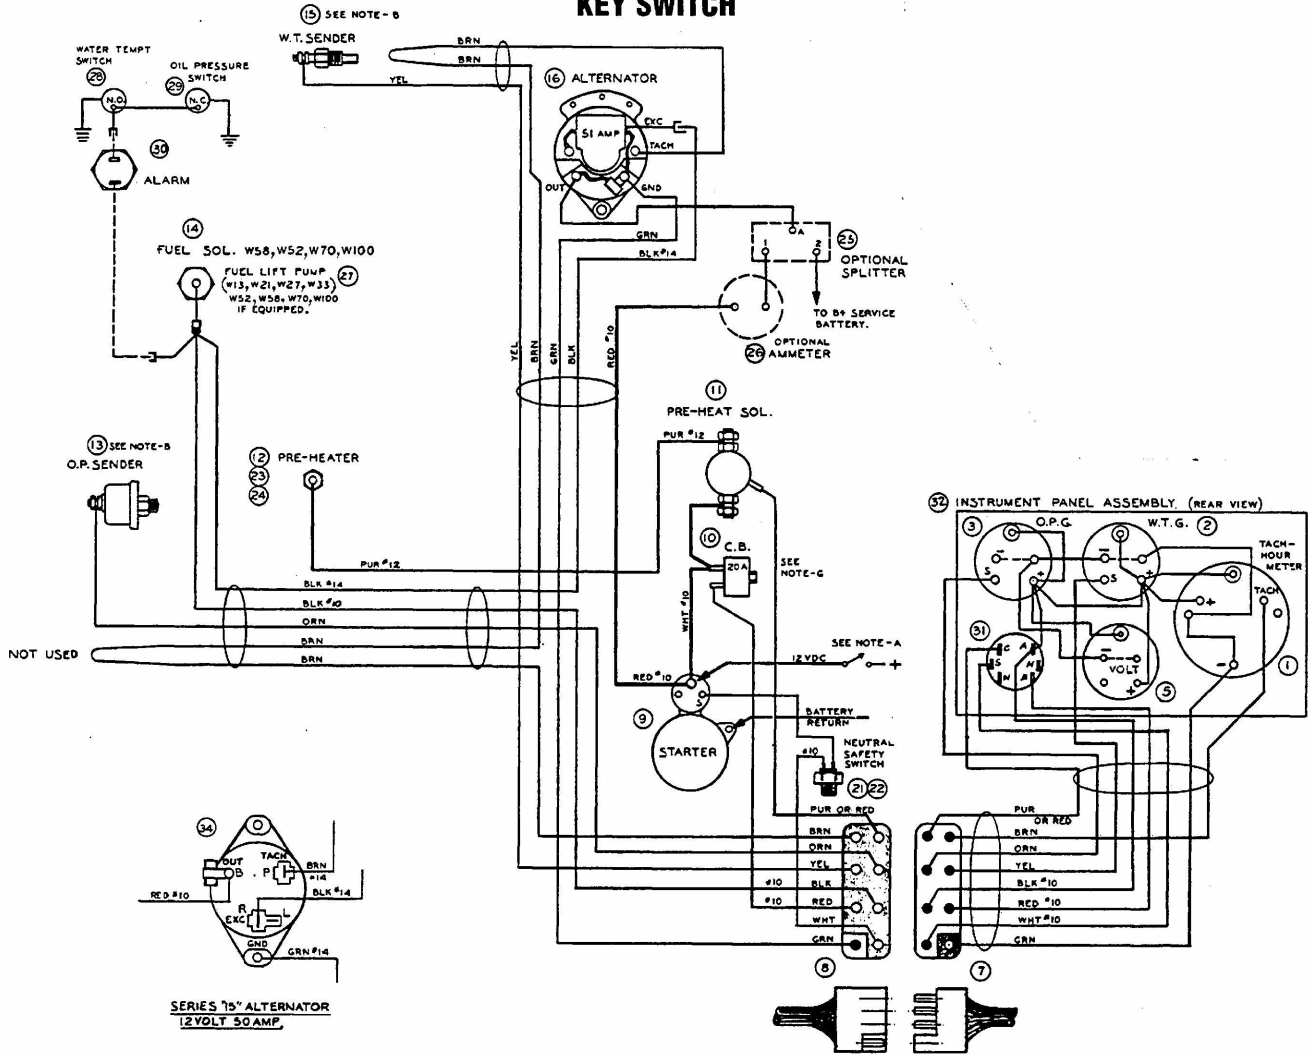 KEY SWITCH
15 SEE NOTE-B
W.T. SENDER
BRN
BRN
YEL
WATER TEMPT
SWITCH
28
OIL PRESSURE
SWITCH
29
N.O.
N.C.
30
ALARM
16 ALTERNATOR
51 AMP
EXC
TACH
OUT
GND
GRN
BLK#14
A
1
2
25
OPTIONAL
SPLITTER
TO B+ SERVICE
BATTERY.
OPTIONAL
26 AMMETER
14
FUEL SOL. W58,W52,W70,W100
FUEL LIFT PUMP
27
(W13,W21,W27,W33)
W52,W58,W70,W100
IF EQUIPPED.
YEL
BRN
GRN
BLK
RED #10
11
PRE-HEAT SOL.
PUR #12
13 SEE NOTE-B
O.P. SENDER
12 PRE-HEATER
23
24
PUR #12
10
C.B.
20A
SEE
NOTE-G
WHT #10
BLK #14
BLK #10
ORN
BRN
BRN
NOT USED
RED #10
12VDC
SEE NOTE-A
+
S
9
STARTER
BATTERY
RETURN
#10
NEUTRAL
SAFETY
SWITCH
21 22
32 INSTRUMENT PANEL ASSEMBLY. (REAR VIEW)
3
O.P.G.
W.T.G.
2
TACH-
HOUR
METER
-
+
S
-
+
S
+
TACH
-
1
31
G
A
S
H
N
B
-
VOLT
+
5
PUR OR RED
BRN
ORN
YEL
#10 BLK
#10 RED
WHT
GRN
8
PUR
OR RED
BRN
ORN
YEL
BLK #10
RED #10
WHT #10
GRN
7
34
OUT
B
TACH
P
BRN
#14
RED #10
R
EXC
L
BLK #14
GND
GRN #14
SERIES "75" ALTERNATOR
12 VOLT 50 AMP.